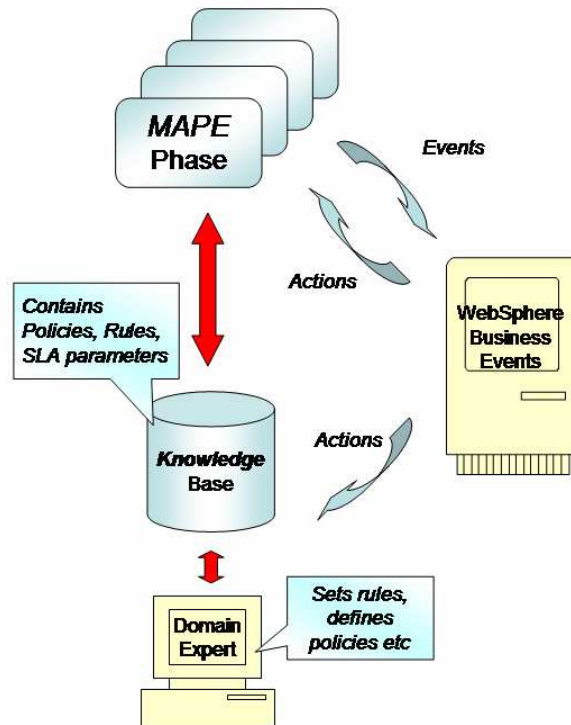 MAPE
Phase
Events
Actions
Contains
Policies, Rules,
SLA parameters
WebSphere
Business
Events
Knowledge
Base
Actions
Sets rules,
defines
policies etc
Domain
Expert